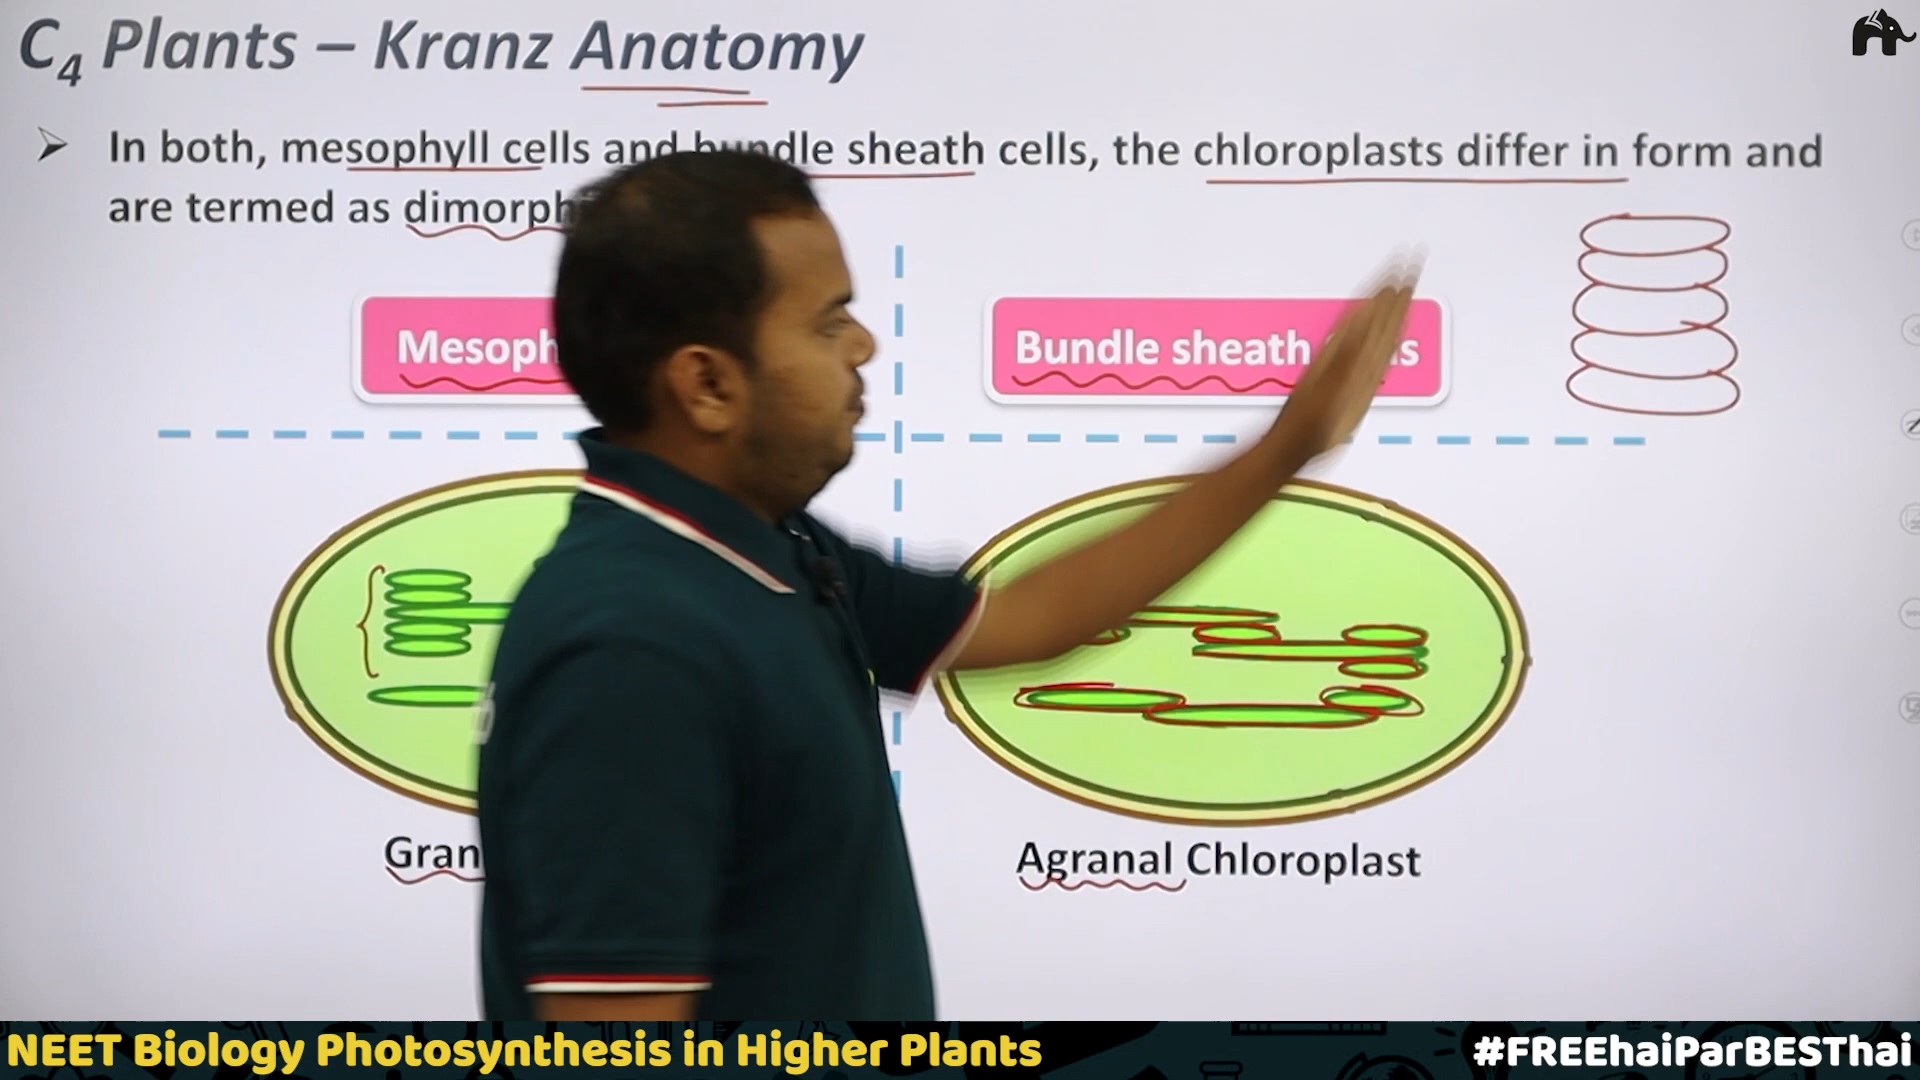 C₄ Plants – Kranz Anatomy
➢ In both, mesophyll cells and bundle sheath cells, the chloroplasts differ in form and
are termed as dimorph
Mesoph
Bundle sheath
Gran
Agranal Chloroplast
NEET Biology Photosynthesis in Higher Plants
#FREEhaiParBESThai